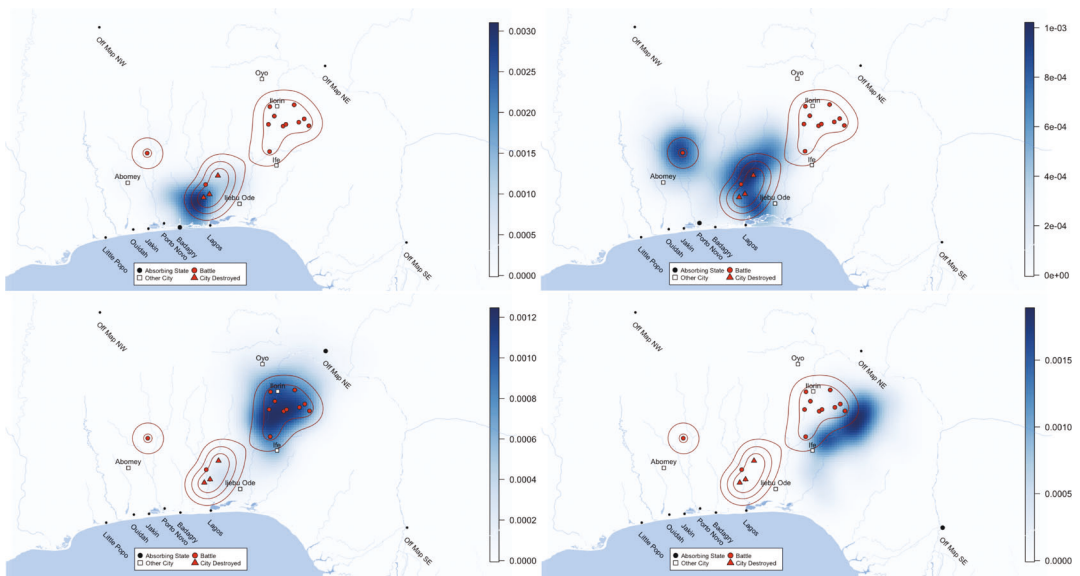 Off Map NW
Oyo
Off Map NE
Ilorin
Ife
Abomey
Ijebu Ode
Little Popo
Ouidah
Jakin
Porto Novo
Badagry
Lagos
Off Map SE
Absorbing State
Battle
Other City
City Destroyed
0.0030
0.0025
0.0020
0.0015
0.0010
0.0005
0.0000
Off Map NW
Oyo
Off Map NE
Ilorin
Ife
Abomey
Ijebu Ode
Little Popo
Ouidah
Jakin
Porto Novo
Badagry
Lagos
Off Map SE
Absorbing State
Battle
Other City
City Destroyed
1e-03
8e-04
6e-04
4e-04
2e-04
0e+00
Off Map NW
Oyo
Off Map NE
Ilorin
Ife
Abomey
Ijebu Ode
Little Popo
Ouidah
Jakin
Porto Novo
Badagry
Lagos
Off Map SE
Absorbing State
Battle
Other City
City Destroyed
0.0012
0.0010
0.0008
0.0006
0.0004
0.0002
0.0000
Off Map NW
Oyo
Off Map NE
Ilorin
Ife
Abomey
Ijebu Ode
Little Popo
Ouidah
Jakin
Porto Novo
Badagry
Lagos
Off Map SE
Absorbing State
Battle
Other City
City Destroyed
0.0015
0.0010
0.0005
0.0000